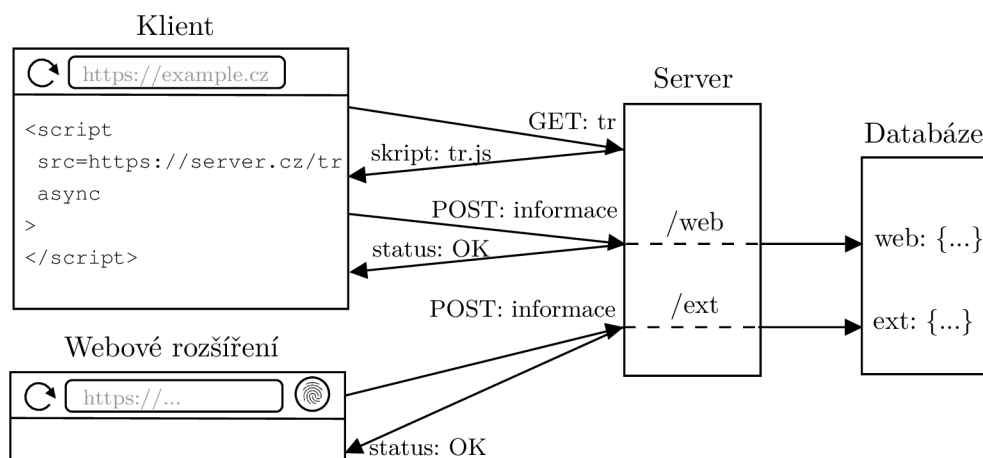 Klient
https://example.cz
<script
src=https://server.cz/tr
async
>
</script>
GET: tr
skript: tr.js
POST: informace
status: OK
Server
/web
/ext
Databáze
web: {...}
ext: {...}
POST: informace
Webové rozšíření
https://...
status: OK